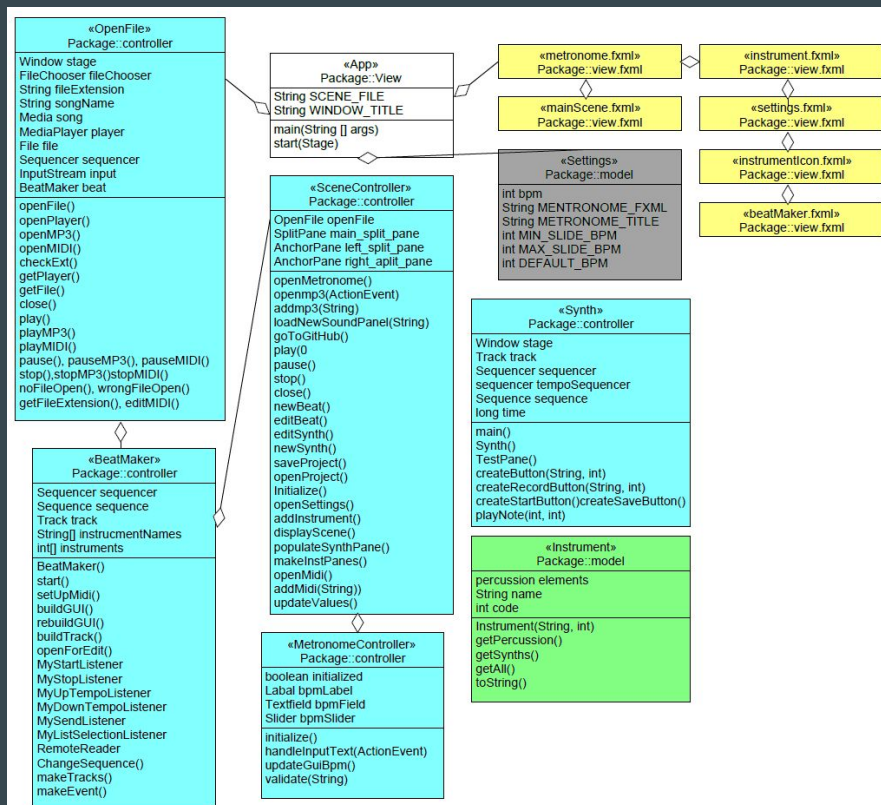 «OpenFile»
Package::controller
Window stage
FileChooser fileChooser
String fileExtension
String songName
Media song
MediaPlayer player
File file
Sequencer sequencer
InputStream input
BeatMaker beat
openFile()
openPlayer()
openMP3()
openMIDI()
checkExt()
getPlayer()
getFile()
close()
play()
playMP3()
playMIDI()
pause(), pauseMP3(), pauseMIDI()
stop(),stopMP3()stopMIDI()
noFileOpen(), wrongFileOpen()
getFileExtension(), editMIDI()
«BeatMaker»
Package::controller
Sequencer sequencer
Sequence sequence
Track track
String[] instrucmentNames
int[] instruments
BeatMaker()
start()
setUpMidi()
buildGUI()
rebuildGUI()
buildTrack()
openForEdit()
MyStartListener
MyStopListener
MyUpTempoListener
MyDownTempoListener
MySendListener
MyListSelectionListener
RemoteReader
ChangeSequence()
makeTracks()
makeEvent()
«App»
Package::View
String SCENE_FILE
String WINDOW_TITLE
main(String [] args)
start(Stage)
«SceneController»
Package::controller
OpenFile openFile
SplitPane main_split_pane
AnchorPane left_split_pane
AnchorPane right_aplit_pane
openMetronome()
openmp3(ActionEvent)
addmp3(String)
loadNewSoundPanel(String)
goToGitHub()
play(0
pause()
stop()
close()
newBeat()
editBeat()
editSynth()
newSynth()
saveProject()
openProject()
Initialize()
openSettings()
addInstrument()
displayScene()
populateSynthPane()
makeInstPanes()
openMidi()
addMidi(String))
updateValues()
«MetronomeController»
Package::controller
boolean initialized
Labal bpmLabel
Textfield bpmField
Slider bpmSlider
initialize()
handleInputText(ActionEvent)
updateGuiBpm()
validate(String)
«metronome.fxml»
Package::view.fxml
«mainScene.fxml»
Package::view.fxml
«instrument.fxml»
Package::view.fxml
«settings.fxml»
Package::view.fxml
«instrumentIcon.fxml»
Package::view.fxml
«beatMaker.fxml»
Package::view.fxml
«Settings»
Package::model
int bpm
String MENTRONOME_FXML
String METRONOME_TITLE
int MIN_SLIDE_BPM
int MAX_SLIDE_BPM
int DEFAULT_BPM
«Synth»
Package::controller
Window stage
Track track
Sequencer sequencer
sequencer tempoSequencer
Sequence sequence
long time
main()
Synth()
TestPane()
createButton(String, int)
createRecordButton(String, int)
createStartButton()createSaveButton()
playNote(int, int)
«Instrument»
Package::model
percussion elements
String name
int code
Instrument(String, int)
getPercussion()
getSynths()
getAll()
toString()